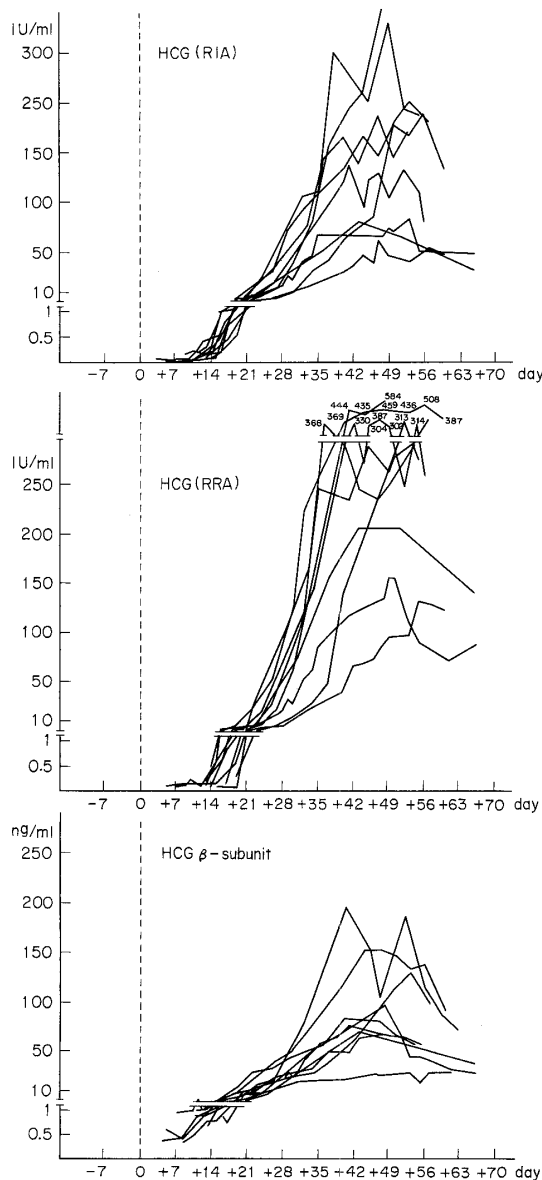 IU/ml
HCG (RIA)
300
250
150
100
50
10
1
0.5
-7 0 +7 +14 +21 +28 +35 +42 +49 +56 +63 +70 day
584
444 435 459 436 508
368 369 330 387 313 314 387
304 302
IU/ml
HCG (RRA)
250
200
150
100
50
10
1
0.5
-7 0 +7 +14 +21 +28 +35 +42 +49 +56 +63 +70 day
ng/ml
HCG β-subunit
250
150
100
50
10
1
0.5
-7 0 +7 +14 +21 +28 +35 +42 +49 +56 +63 +70 day